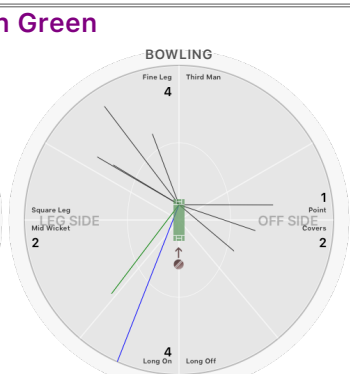 n Green
BOWLING
Fine Leg Third Man
4
1
Square Leg Point
LEG SIDE OFF SIDE
Mid Wicket Covers
2 2
4
Long On Long Off